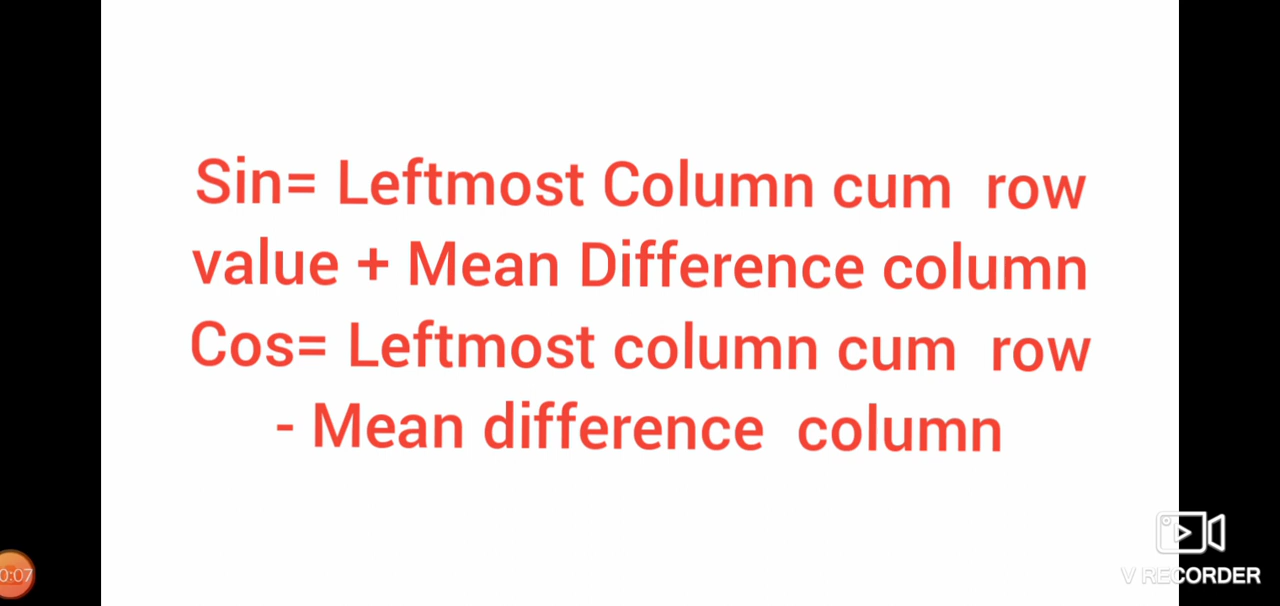 Sin= Leftmost Column cum row
value + Mean Difference column
Cos= Leftmost column cum row
- Mean difference column
0:07
V RECORDER